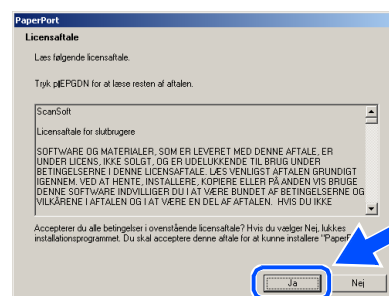 PaperPort
Licensaftale
Læs følgende licensaftale.
Tryk på EPGDN for at læse resten af aftalen.
ScanSoft
Licensaftale for slutbrugere
SOFTWARE OG MATERIALER, SOM ER LEVERET MED DENNE AFTALE, ER
UNDER LICENS, IKKE SOLGT, OG ER UDELUKKENDE TIL BRUG UNDER
BETINGELSERNE I DENNE LICENSAFTALE. LÆS VENLIGST AFTALEN GRUNDIGT
IGENNEM. VED AT HENTE, INSTALLERE, KOPIERE ELLER PÅ ANDEN VIS BRUGE
DENNE SOFTWARE INDVILLIGER DU I AT VÆRE BUNDET AF BETINGELSERNE OG
VILKÅRENE I AFTALEN OG I AT VÆRE EN DEL AF AFTALEN. HVIS DU IKKE
Accepterer du alle betingelser i ovenstående licensaftale? Hvis du vælger Nej, lukkes
installationsprogrammet. Du skal acceptere denne aftale for at kunne installere "PaperP
Ja
Nej